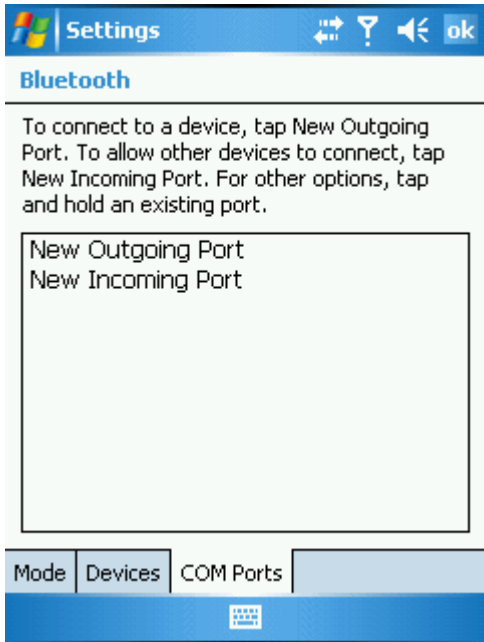 Settings
ok
Bluetooth
To connect to a device, tap New Outgoing
Port. To allow other devices to connect, tap
New Incoming Port. For other options, tap
and hold an existing port.
New Outgoing Port
New Incoming Port
Mode Devices COM Ports